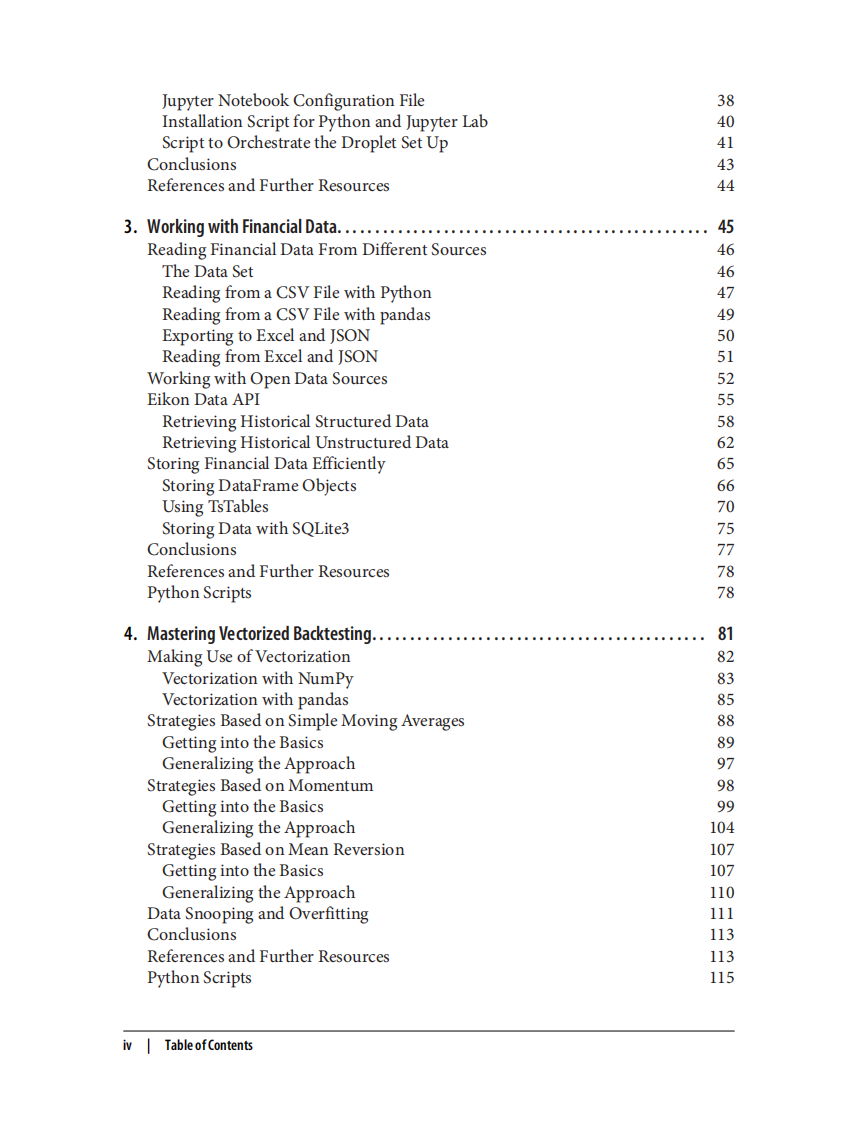 Jupyter Notebook Configuration File 38
Installation Script for Python and Jupyter Lab 40
Script to Orchestrate the Droplet Set Up 41
Conclusions 43
References and Further Resources 44
3. Working with Financial Data. . . . . . . . . . . . . . . . . . . . . . . . . . . . . . . . . . . . . . . . . . . . . . . . . 45
Reading Financial Data From Different Sources 46
The Data Set 46
Reading from a CSV File with Python 47
Reading from a CSV File with pandas 49
Exporting to Excel and JSON 50
Reading from Excel and JSON 51
Working with Open Data Sources 52
Eikon Data API 55
Retrieving Historical Structured Data 58
Retrieving Historical Unstructured Data 62
Storing Financial Data Efficiently 65
Storing DataFrame Objects 66
Using TsTables 70
Storing Data with SQLite3 75
Conclusions 77
References and Further Resources 78
Python Scripts 78
4. Mastering Vectorized Backtesting. . . . . . . . . . . . . . . . . . . . . . . . . . . . . . . . . . . . . . . . . . . . 81
Making Use of Vectorization 82
Vectorization with NumPy 83
Vectorization with pandas 85
Strategies Based on Simple Moving Averages 88
Getting into the Basics 89
Generalizing the Approach 97
Strategies Based on Momentum 98
Getting into the Basics 99
Generalizing the Approach 104
Strategies Based on Mean Reversion 107
Getting into the Basics 107
Generalizing the Approach 110
Data Snooping and Overfitting 111
Conclusions 113
References and Further Resources 113
Python Scripts 115
iv | Table of Contents